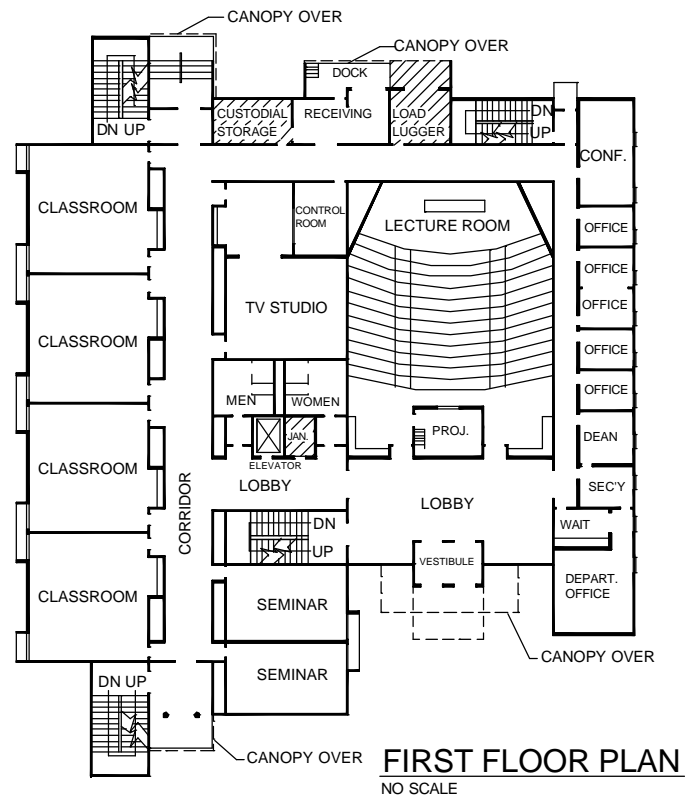 CANOPY OVER
CANOPY OVER
DOCK
CUSTODIAL
STORAGE
RECEIVING
LOAD
LUGGER
DN UP
DN
UP
CONF.
CLASSROOM
CONTROL
ROOM
LECTURE ROOM
OFFICE
OFFICE
TV STUDIO
OFFICE
CLASSROOM
OFFICE
OFFICE
MEN
WOMEN
PROJ.
JAN.
DEAN
ELEVATOR
CLASSROOM
LOBBY
LOBBY
SEC'Y
CORRIDOR
DN
UP
WAIT
VESTIBULE
DEPART.
OFFICE
CLASSROOM
SEMINAR
CANOPY OVER
SEMINAR
DN UP
CANOPY OVER
FIRST FLOOR PLAN
NO SCALE